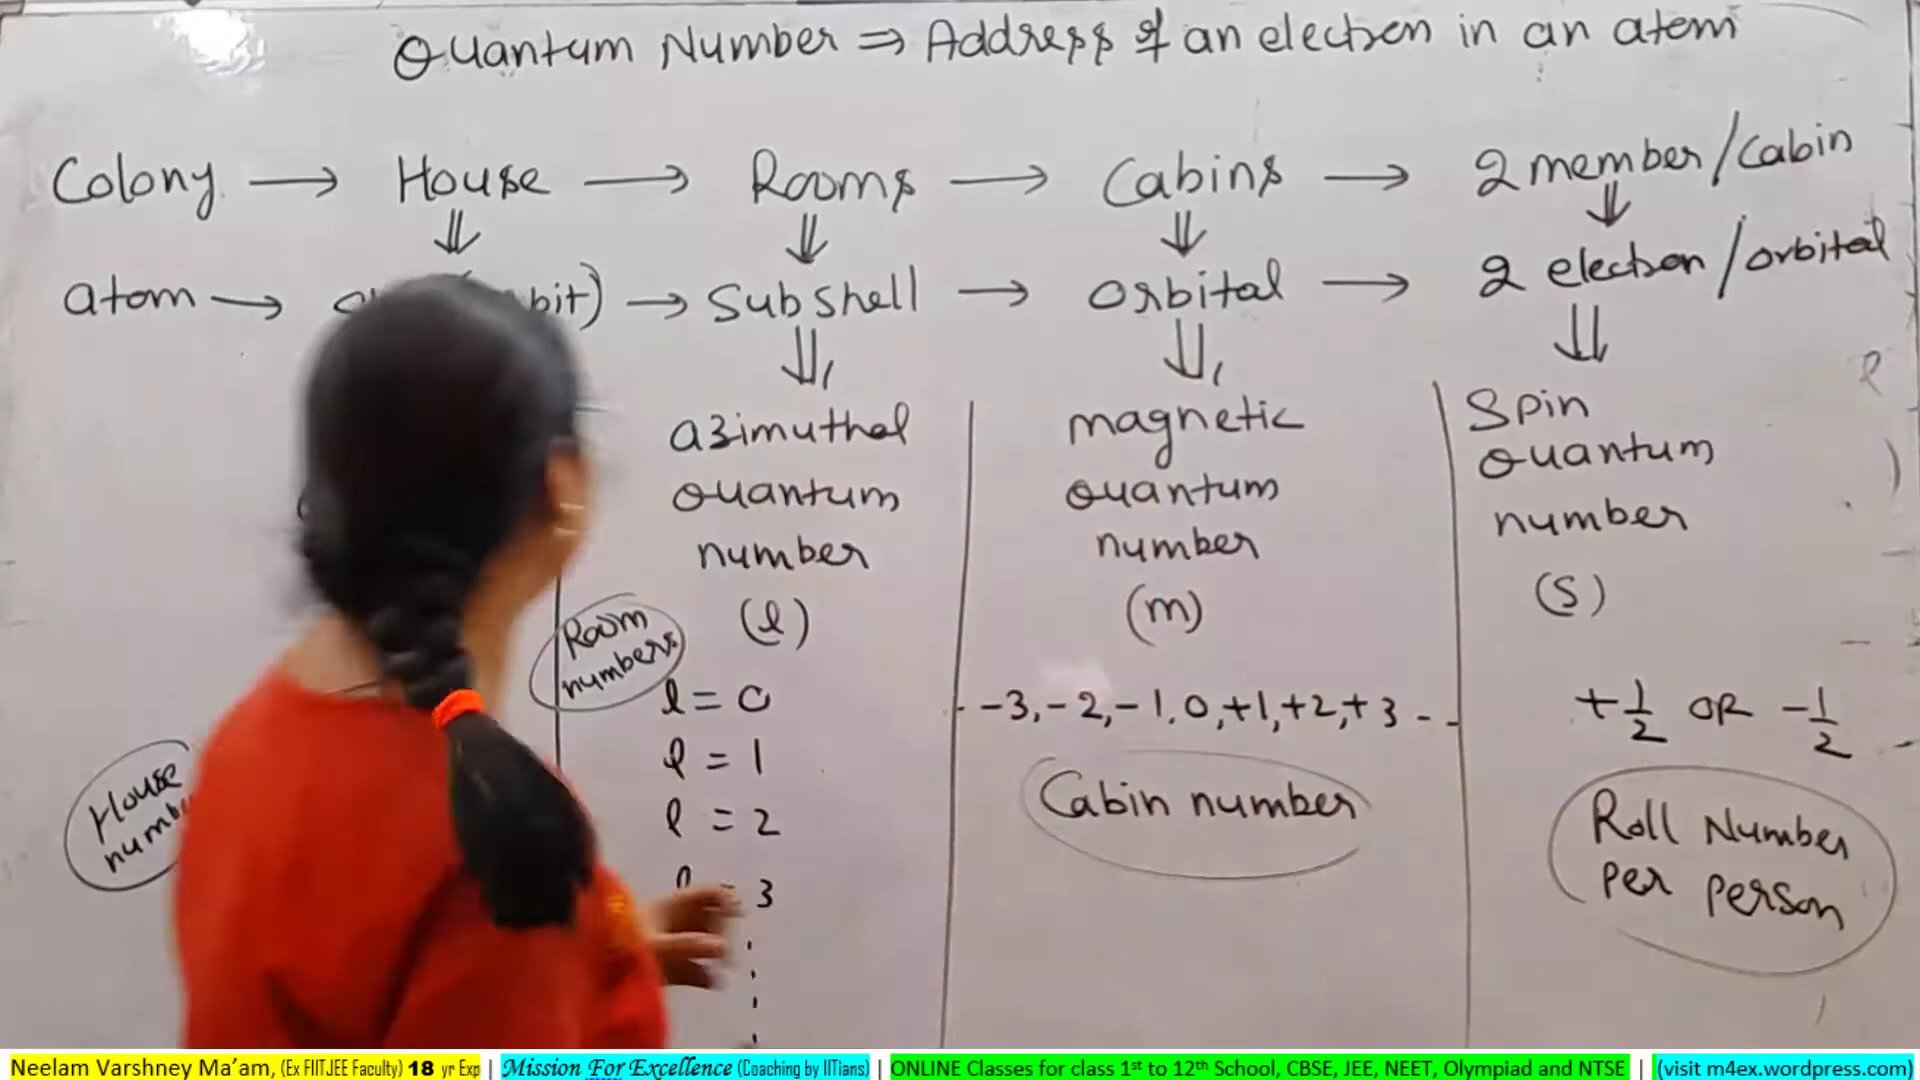 Quantum Number ⇒ Address of an electron in an atom
Colony → House → Rooms → Cabins → 2 member/Cabin
atom → bit) → Subshell → orbital → 2 electron/orbital
azimuthal quantum number (l)
magnetic quantum number (m)
Spin quantum number (s)
Room numbers
l = 0
l = 1
l = 2
l = 3
- -3,-2,-1,0,+1,+2,+3 - -
Cabin number
+1/2 OR -1/2
Roll Number per person
House numb
Neelam Varshney Ma'am, (Ex FIITJEE Faculty) 18 yr Exp | Mission For Excellence (Coaching by IITians) | ONLINE Classes for class 1st to 12th School, CBSE, JEE, NEET, Olympiad and NTSE | (visit m4ex.wordpress.com)